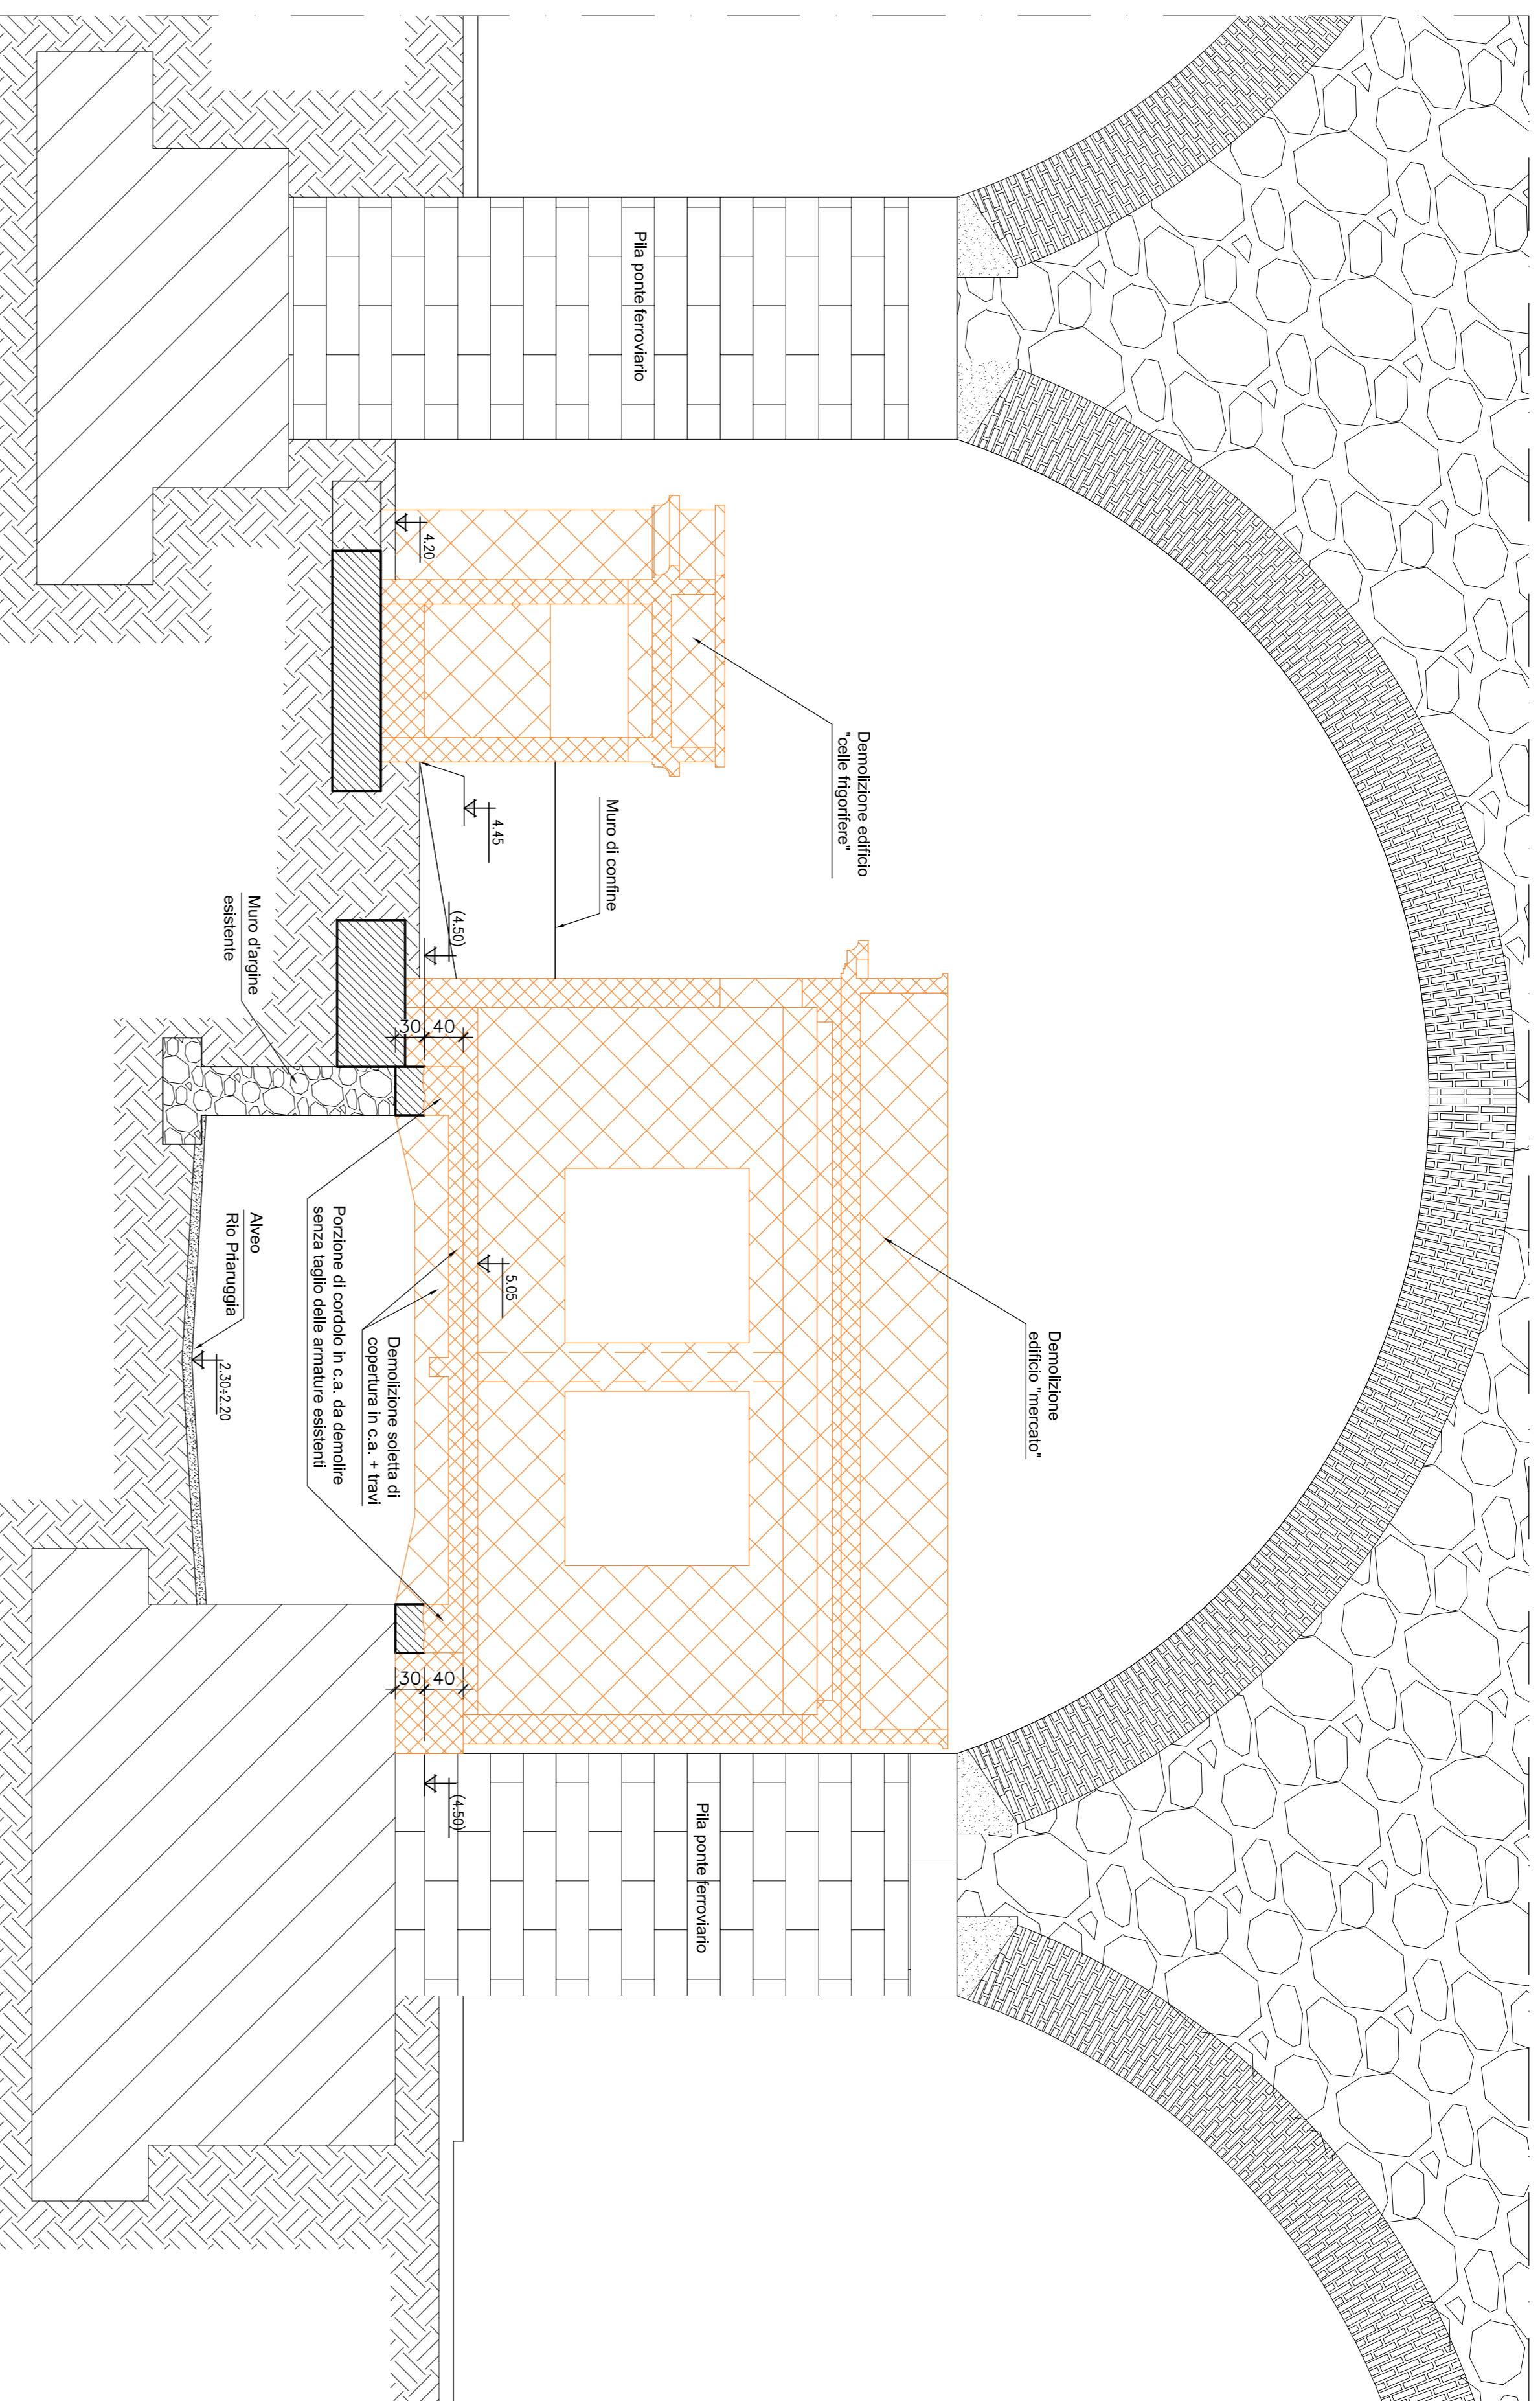 Demolizione
edificio "mercato"
Demolizione edificio
"celle frigorifere"
Pila ponte ferroviario
Pila ponte ferroviario
Muro di confine
4.20
4.45
(4.50)
30
40
5.05
30
40
(4.50)
Demolizione soletta di
copertura in c.a. + travi
Porzione di cordolo in c.a. da demolire
senza taglio delle armature esistenti
Muro d'argine
esistente
Alveo
Rio Priaruggia
2.30÷2.20